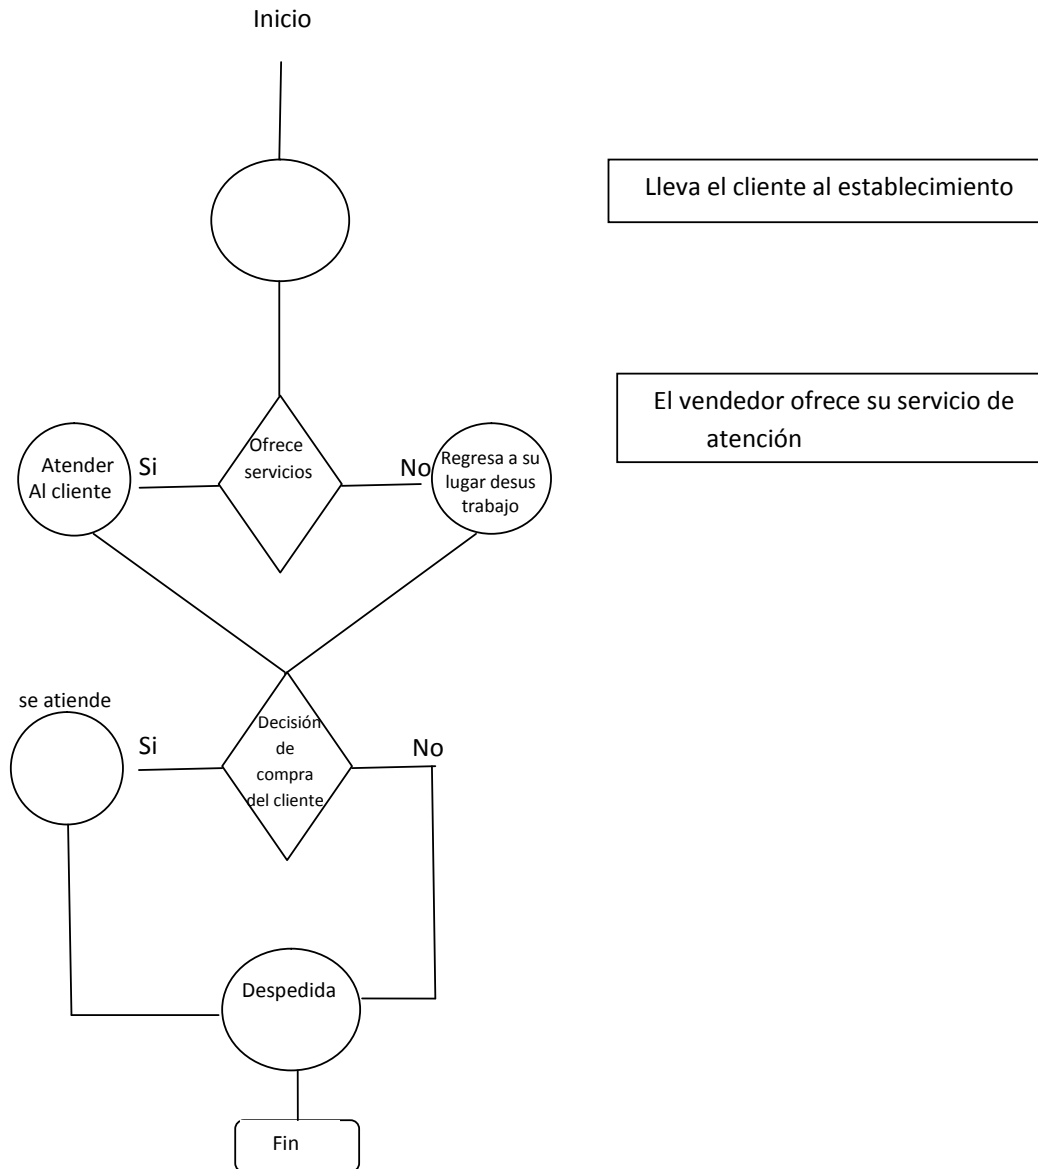 Inicio
Lleva el cliente al establecimiento
El vendedor ofrece su servicio de
atención
Ofrece
servicios
Si
No
Atender
Al cliente
Regresa a su
lugar desus
trabajo
se atiende
Si
No
Decisión
de
compra
del cliente
Despedida
Fin